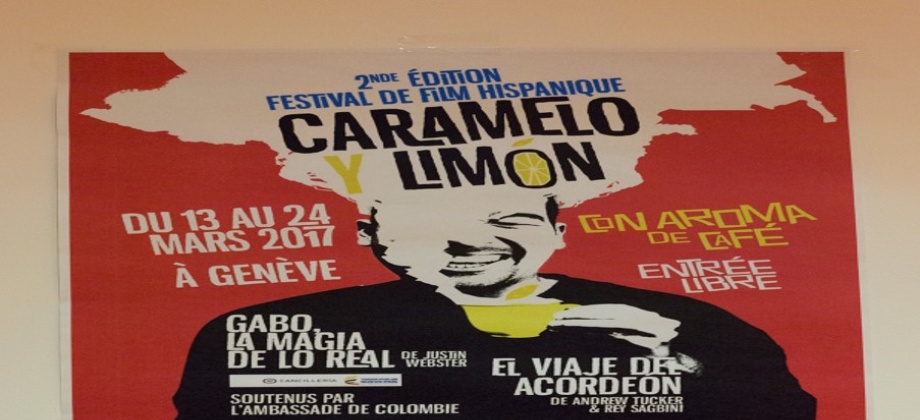 2NDE ÉDITION
FESTIVAL DE FILM HISPANIQUE
CARAMELO
Y LIMÓN
DU 13 AU 24
MARS 2017
À GENÈVE
CON AROMA
DE CAFÉ
ENTRÉE
LIBRE
GABO,
LA MAGIA
DE LO REAL DE JUSTIN
WEBSTER
CANCILLERÍA
SOUTENUS PAR
L'AMBASSADE DE COLOMBIE
EL VIAJE DEL
ACORDEÓN
DE ANDREW TUCKER
& REY SAGBINI